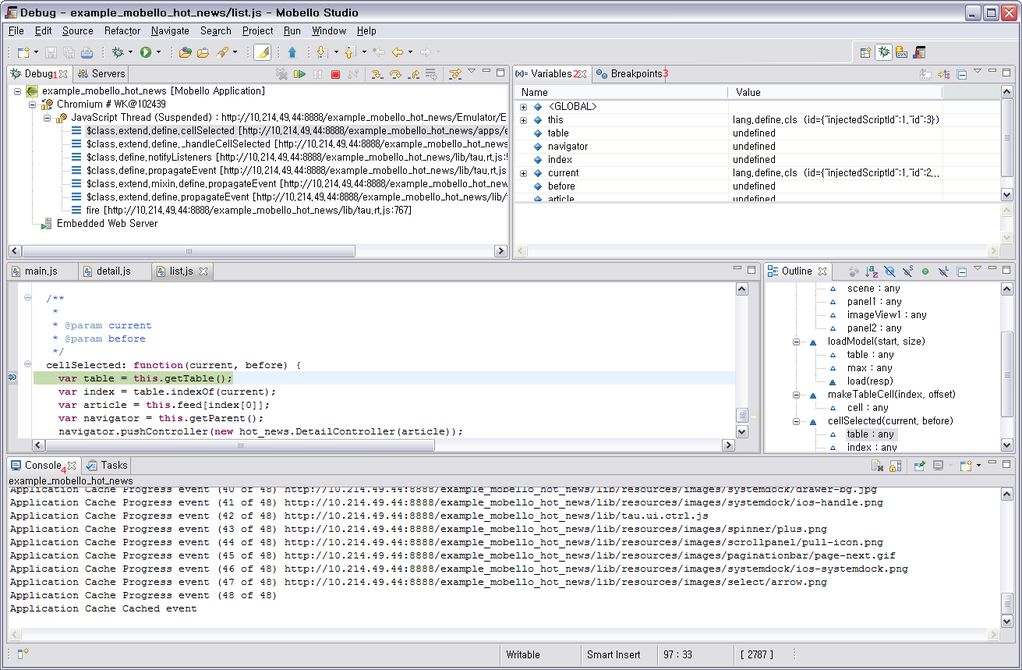 Debug - example_mobello_hot_news/list.js - Mobello Studio
File Edit Source Refactor Navigate Search Project Run Window Help
Debug1 Servers
example_mobello_hot_news [Mobello Application]
Chromium # WK@102439
JavaScript Thread (Suspended) : http://10.214.49.44:8888/example_mobello_hot_news/Emulator/E
$class.extend.define.cellSelected [http://10.214.49.44:8888/example_mobello_hot_news/apps/e
$class.extend.define._handleCellSelected [http://10.214.49.44:8888/example_mobello_hot_news
$class.define.notifyListeners [http://10.214.49.44:8888/example_mobello_hot_news/lib/tau.rt.js:5
$class.define.propagateEvent [http://10.214.49.44:8888/example_mobello_hot_news/lib/tau.rt.js
$class.extend.mixin.define.propagateEvent [http://10.214.49.44:8888/example_mobello_hot_news
$class.extend.define.propagateEvent [http://10.214.49.44:8888/example_mobello_hot_news/lib/
fire [http://10.214.49.44:8888/example_mobello_hot_news/lib/tau.rt.js:767]
Embedded Web Server
Variables2 Breakpoints3
Name Value
<GLOBAL>
this lang.define.cls (id={"injectedScriptId":1,"id":3})
table undefined
navigator undefined
index undefined
current lang.define.cls (id={"injectedScriptId":1,"id":2...
before undefined
article undefined
main.js detail.js list.js
/**
*
* @param current
* @param before
*/
cellSelected: function(current, before) {
var table = this.getTable();
var index = table.indexOf(current);
var article = this.feed[index[0]];
var navigator = this.getParent();
navigator.pushController(new hot_news.DetailController(article));
Outline
scene : any
panel1 : any
imageView1 : any
panel2 : any
loadModel(start, size)
table : any
max : any
load(resp)
makeTableCell(index, offset)
cell : any
cellSelected(current, before)
table : any
index : any
Console4 Tasks
example_mobello_hot_news
Application Cache Progress event (40 of 48) http://10.214.49.44:8888/example_mobello_hot_news/lib/resources/images/systemdock/drawer-bg.jpg
Application Cache Progress event (41 of 48) http://10.214.49.44:8888/example_mobello_hot_news/lib/resources/images/systemdock/ios-handle.png
Application Cache Progress event (42 of 48) http://10.214.49.44:8888/example_mobello_hot_news/lib/tau.ui.ctrl.js
Application Cache Progress event (43 of 48) http://10.214.49.44:8888/example_mobello_hot_news/lib/resources/images/spinner/plus.png
Application Cache Progress event (44 of 48) http://10.214.49.44:8888/example_mobello_hot_news/lib/resources/images/scrollpanel/pull-icon.png
Application Cache Progress event (45 of 48) http://10.214.49.44:8888/example_mobello_hot_news/lib/resources/images/paginationbar/page-next.gif
Application Cache Progress event (46 of 48) http://10.214.49.44:8888/example_mobello_hot_news/lib/resources/images/systemdock/ios-systemdock.png
Application Cache Progress event (47 of 48) http://10.214.49.44:8888/example_mobello_hot_news/lib/resources/images/select/arrow.png
Application Cache Progress event (48 of 48)
Application Cache Cached event
Writable Smart Insert 97 : 33 [ 2787 ]